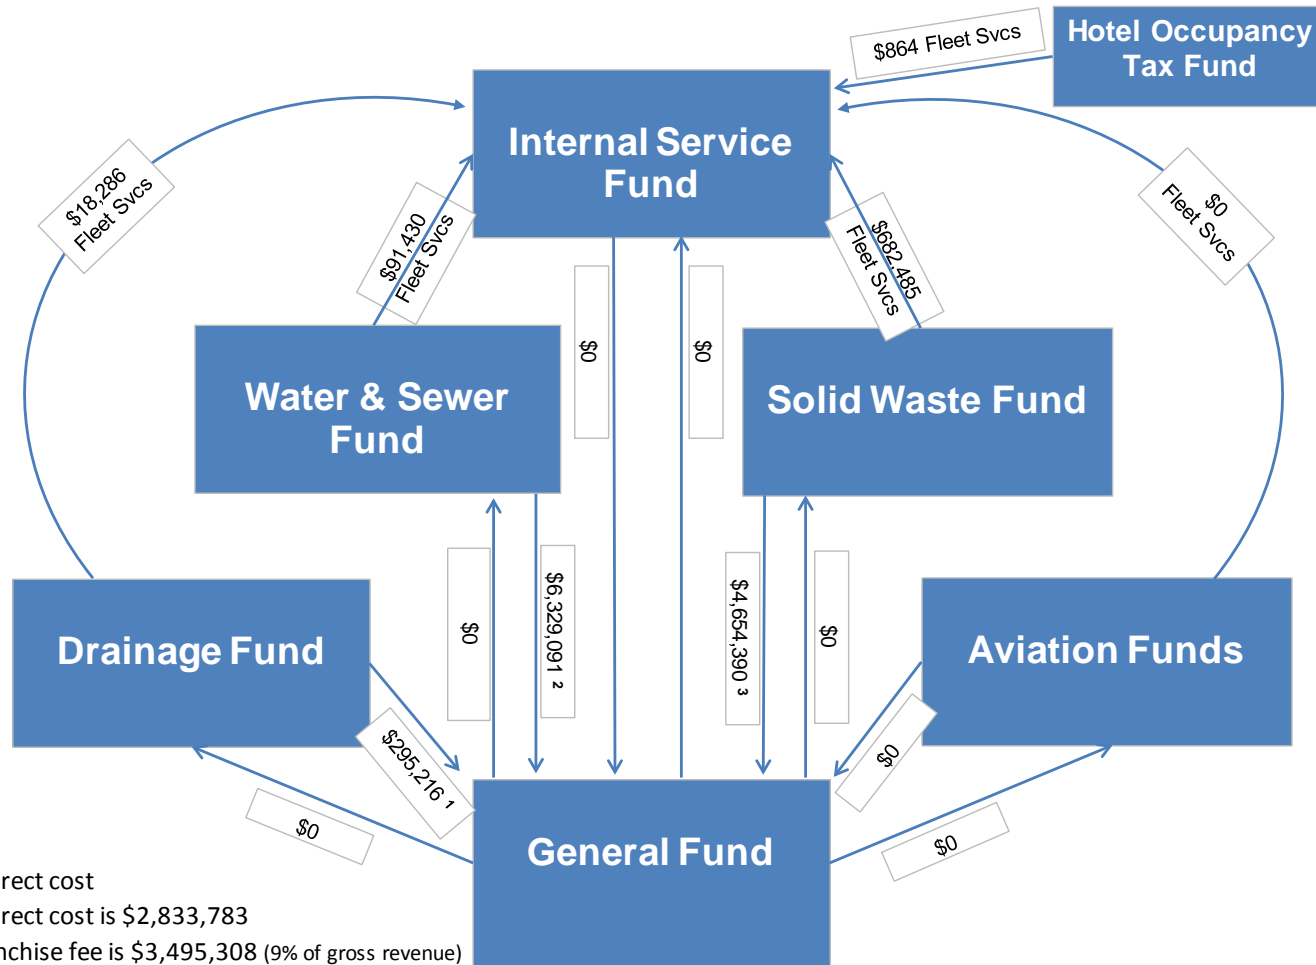 $864 Fleet Svcs
Hotel Occupancy
Tax Fund
Internal Service
Fund
$18,286
Fleet Svcs
$91,430
Fleet Svcs
$682,485
Fleet Svcs
$0
Fleet Svcs
$0
$0
Water & Sewer
Fund
Solid Waste Fund
$0
$6,329,091 ²
$4,654,390 ³
$0
Drainage Fund
Aviation Funds
$295,216 ¹
$0
$0
$0
General Fund
rect cost
rect cost is $2,833,783
nchise fee is $3,495,308 (9% of gross revenue)